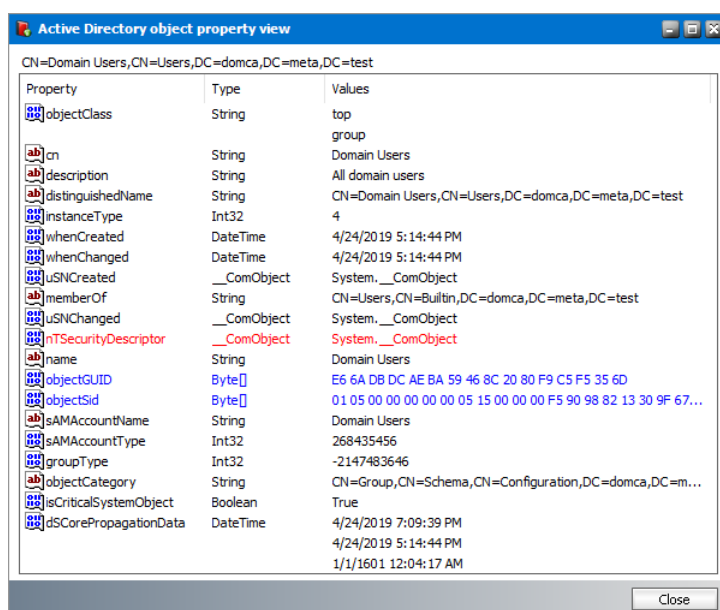 Active Directory object property view
CN=Domain Users,CN=Users,DC=domca,DC=meta,DC=test
Property Type Values
objectClass String top
group
cn String Domain Users
description String All domain users
distinguishedName String CN=Domain Users,CN=Users,DC=domca,DC=meta,DC=test
instanceType Int32 4
whenCreated DateTime 4/24/2019 5:14:44 PM
whenChanged DateTime 4/24/2019 5:14:44 PM
uSNCreated __ComObject System.__ComObject
memberOf String CN=Users,CN=Builtin,DC=domca,DC=meta,DC=test
uSNChanged __ComObject System.__ComObject
nTSecurityDescriptor __ComObject System.__ComObject
name String Domain Users
objectGUID Byte[] E6 6A DB DC AE BA 59 46 8C 20 80 F9 C5 F5 35 6D
objectSid Byte[] 01 05 00 00 00 00 00 05 15 00 00 00 F5 90 98 82 13 30 9F 67...
sAMAccountName String Domain Users
sAMAccountType Int32 268435456
groupType Int32 -2147483646
objectCategory String CN=Group,CN=Schema,CN=Configuration,DC=domca,DC=m...
isCriticalSystemObject Boolean True
dSCorePropagationData DateTime 4/24/2019 7:09:39 PM
4/24/2019 5:14:44 PM
1/1/1601 12:04:17 AM
Close